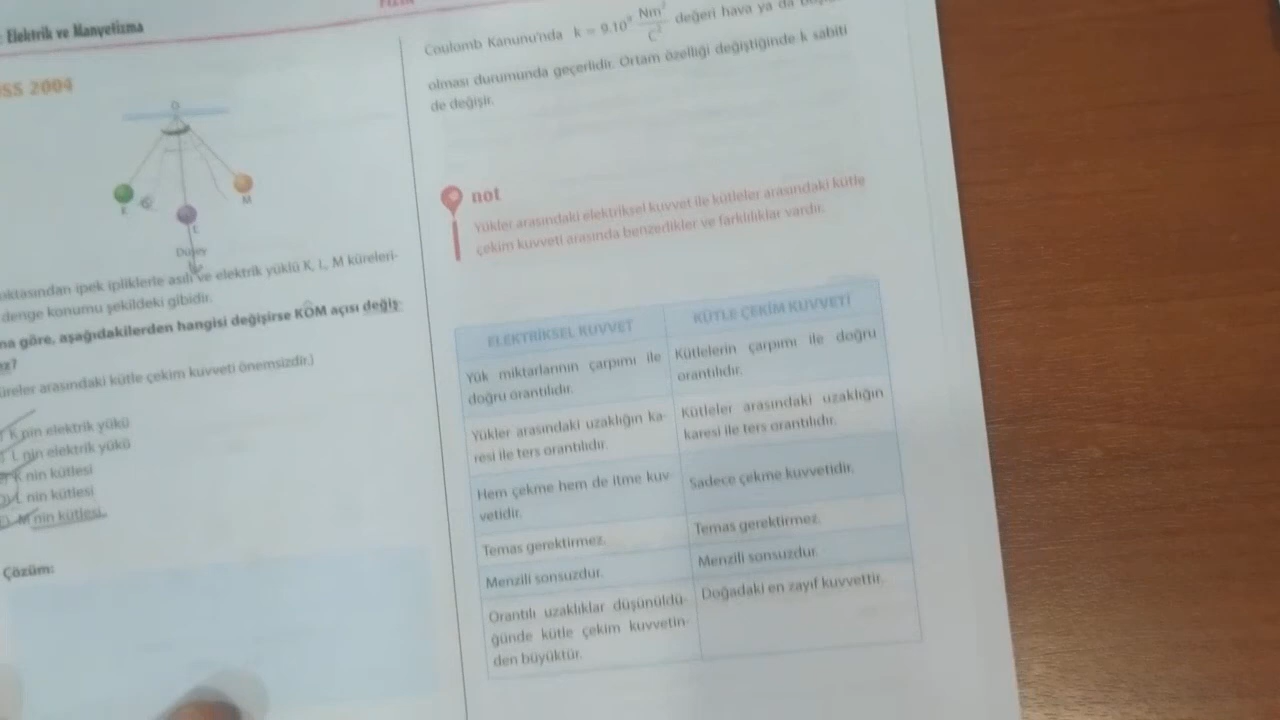 Elektrik ve Manyetizma
FİZİK
SS 2004
O
K
L
M
Düşey
oktasından ipek ipliklerle asılı ve elektrik yüklü K, L, M küreleri-
denge konumu şekildeki gibidir.
na göre, aşağıdakilerden hangisi değişirse KOM açısı değiş-
ez?
üreler arasındaki kütle çekim kuvveti önemsizdir.)
K nin elektrik yükü
L nin elektrik yükü
K nin kütlesi
L nin kütlesi
M nin kütlesi
Çözüm:
Coulomb Kanunu'nda k = 9.10⁹ Nm²/C² değeri hava ya da
olması durumunda geçerlidir. Ortam özelliği değiştiğinde k sabiti
de değişir.
not
Yükler arasındaki elektriksel kuvvet ile kütleler arasındaki kütle
çekim kuvveti arasında benzedikler ve farklılıklar vardır.
ELEKTRİKSEL KUVVET
KÜTLE ÇEKİM KUVVETİ
Yük miktarlarının çarpımı ile
doğru orantılıdır.
Kütlelerin çarpımı ile doğru
orantılıdır.
Yükler arasındaki uzaklığın ka-
resi ile ters orantılıdır.
Kütleler arasındaki uzaklığın
karesi ile ters orantılıdır.
Hem çekme hem de itme kuv-
vetidir.
Sadece çekme kuvvetidir.
Temas gerektirmez.
Temas gerektirmez.
Menzili sonsuzdur.
Menzili sonsuzdur.
Orantılı uzaklıklar düşünüldü-
ğünde kütle çekim kuvvetin-
den büyüktür.
Doğadaki en zayıf kuvvettir.